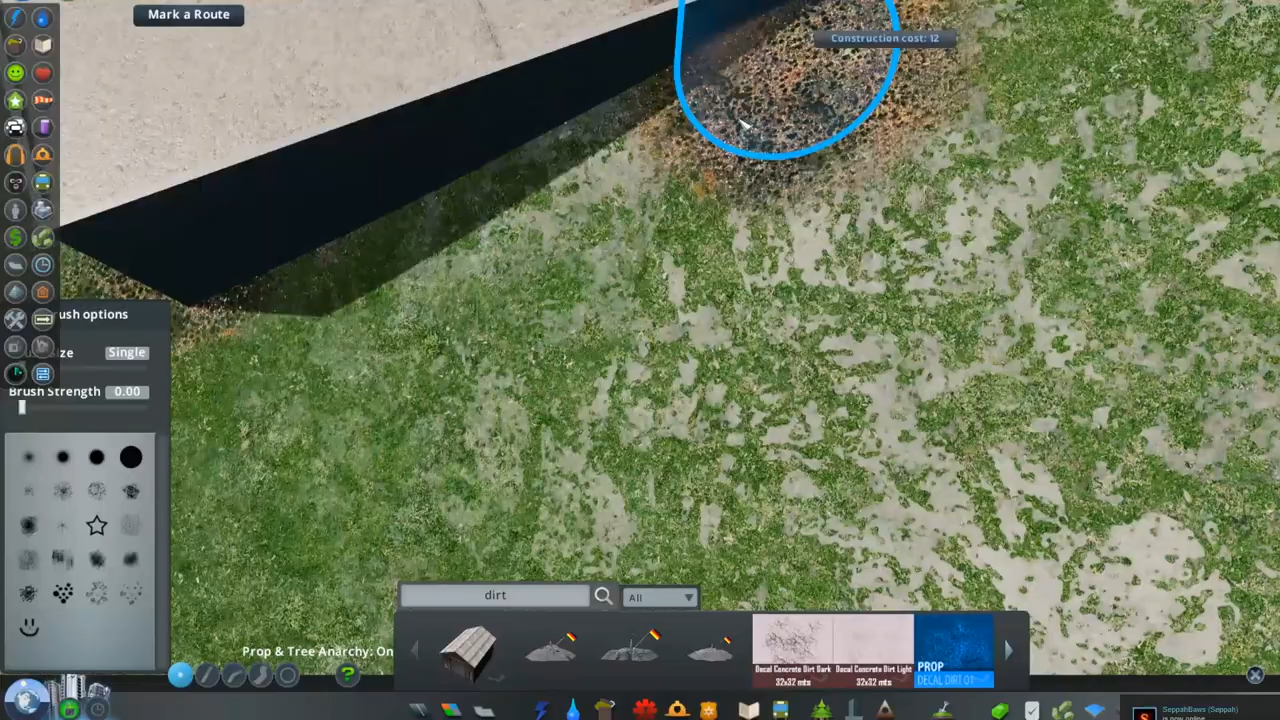 Mark a Route
Construction cost: 12
ush options
ze
Single
Brush Strength
0.00
dirt
All
Decal Concrete Dirt Dark
32x32 mts
Decal Concrete Dirt Light
32x32 mts
PROP
DECAL DIRT 01
Prop & Tree Anarchy: On
?
SeppahBaws (Seppah)
is now online
S